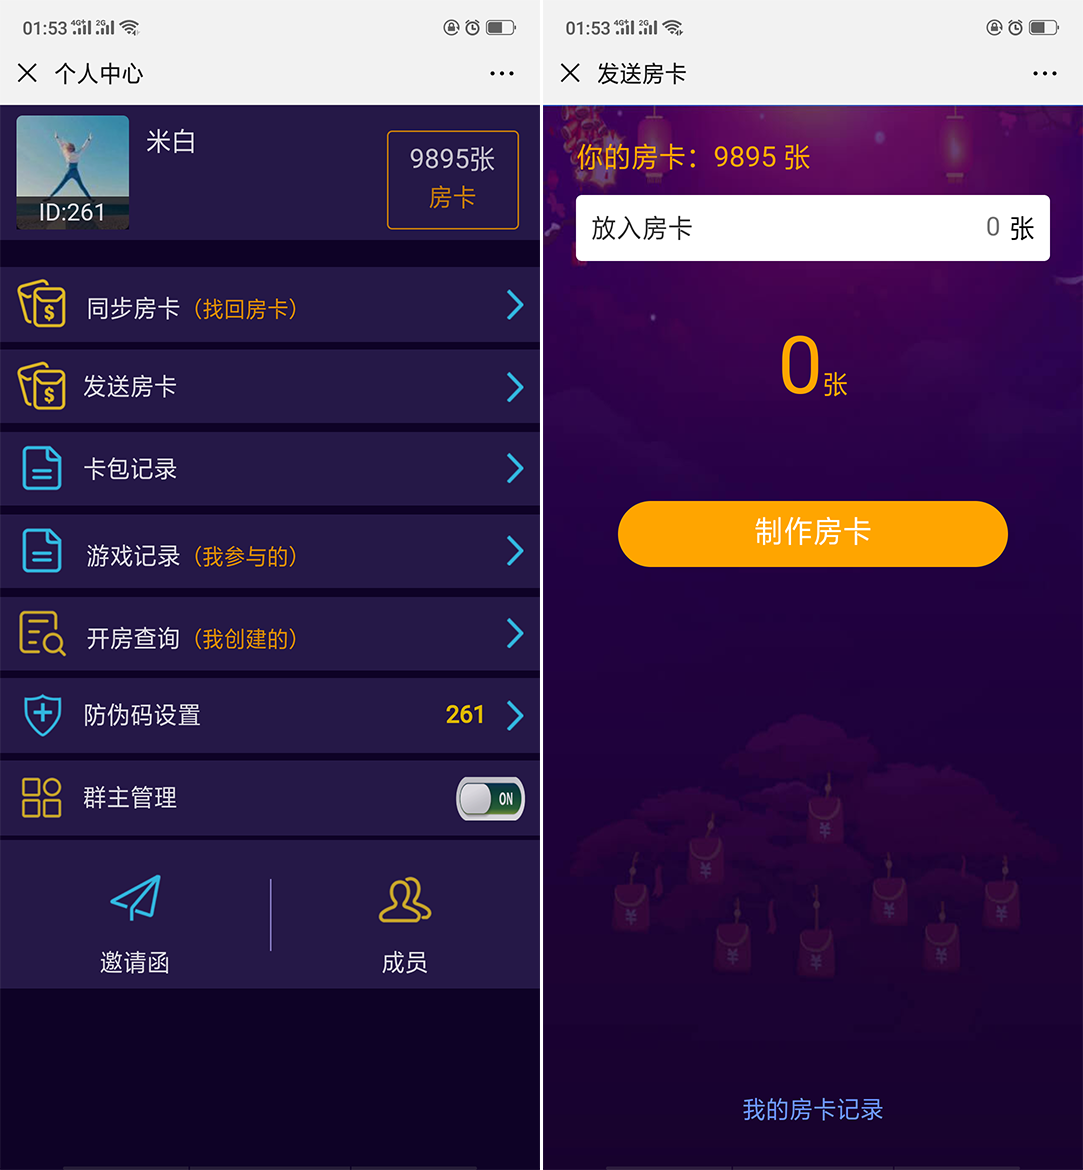 01:53 4G+ 2G
个人中心
米白
ID:261
9895张
房卡
同步房卡（找回房卡）
发送房卡
卡包记录
游戏记录（我参与的）
开房查询（我创建的）
防伪码设置 261
群主管理 ON
邀请函 成员
01:53 4G+ 2G
发送房卡
你的房卡：9895 张
放入房卡 0 张
0张
制作房卡
我的房卡记录